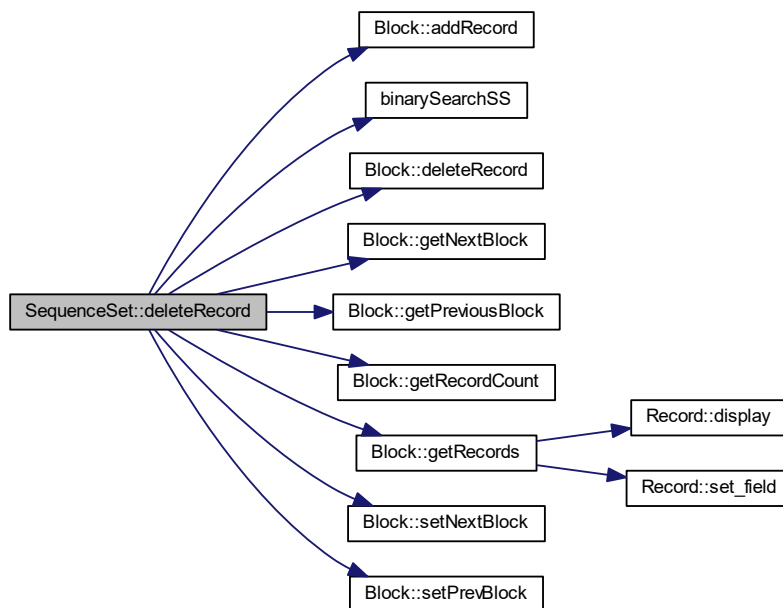 Block::addRecord
binarySearchSS
Block::deleteRecord
Block::getNextBlock
SequenceSet::deleteRecord
Block::getPreviousBlock
Block::getRecordCount
Block::getRecords
Record::display
Record::set_field
Block::setNextBlock
Block::setPrevBlock